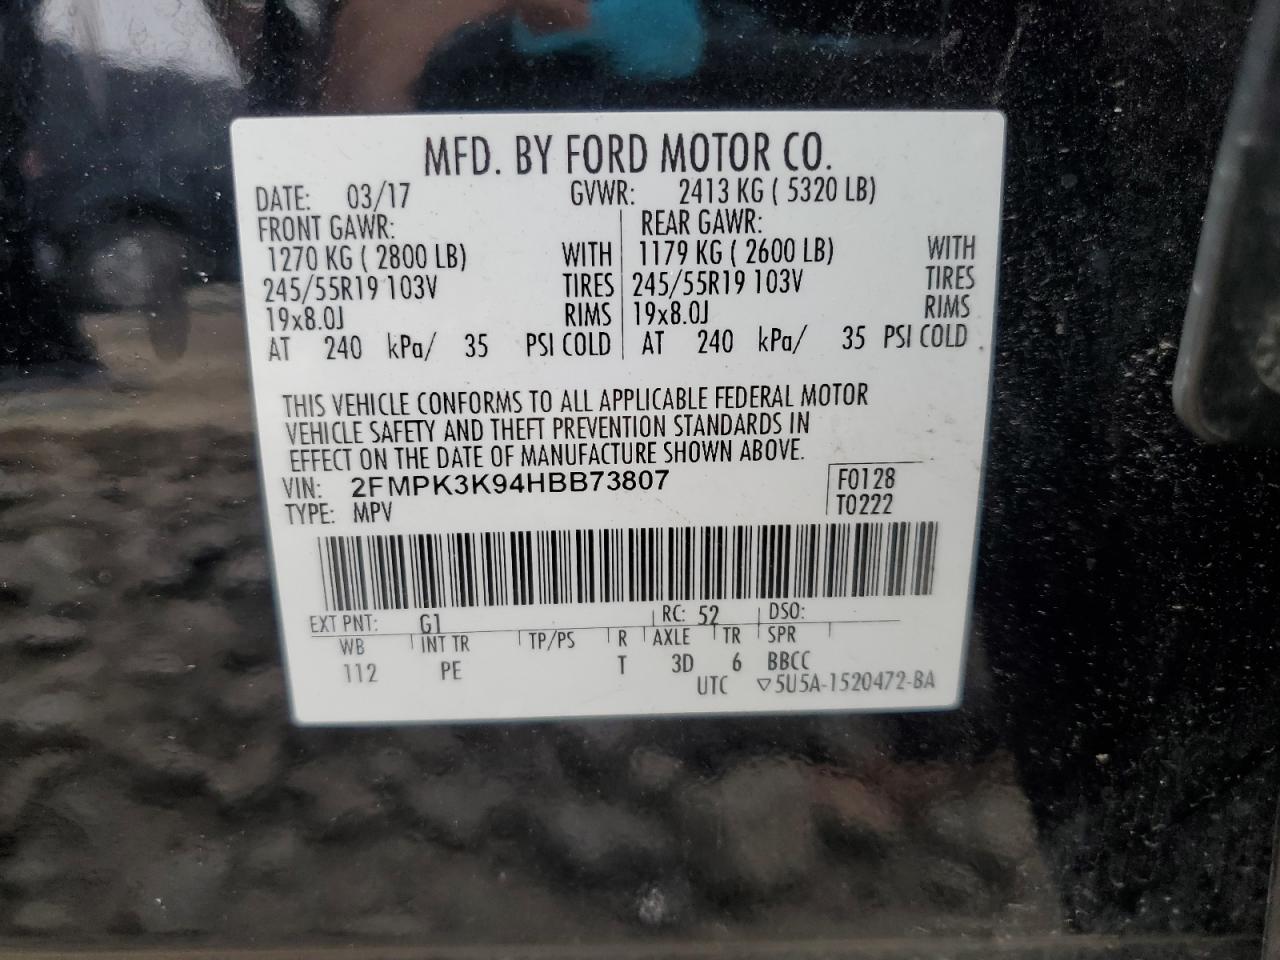 MFD. BY FORD MOTOR CO.
DATE: 03/17 GVWR: 2413 KG ( 5320 LB)
FRONT GAWR: REAR GAWR:
1270 KG ( 2800 LB) WITH 1179 KG ( 2600 LB) WITH
245/55R19 103V TIRES 245/55R19 103V TIRES
19x8.0J RIMS 19x8.0J RIMS
AT 240 kPa/ 35 PSI COLD AT 240 kPa/ 35 PSI COLD
THIS VEHICLE CONFORMS TO ALL APPLICABLE FEDERAL MOTOR
VEHICLE SAFETY AND THEFT PREVENTION STANDARDS IN
EFFECT ON THE DATE OF MANUFACTURE SHOWN ABOVE.
VIN: 2FMPK3K94HBB73807 F0128
TYPE: MPV T0222
EXT PNT: G1 RC: 52 DSO:
WB INT TR TP/PS R AXLE TR SPR
112 PE T 3D 6 BBCC
UTC ▽5U5A-1520472-BA